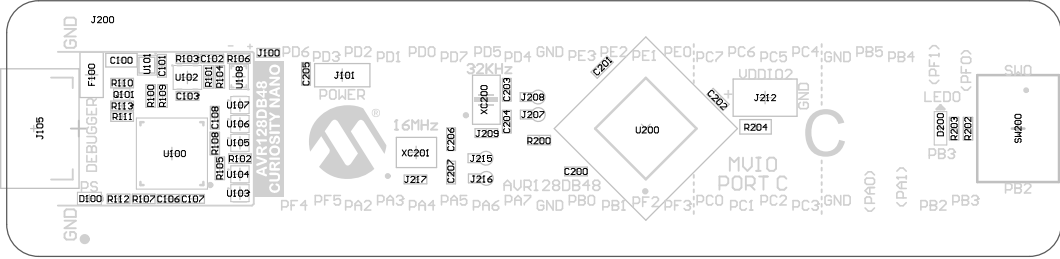 J200
GND
- +
J100
PD6 PD3 PD2 PD1 PD0 PD7 PD5 PD4 GND PE3 PE2 PE1 PE0 PC7 PC6 PC5 PC4 GND PB5 PB4 (PF1) (PF0)
F100 C100 U101 C101 R103 C102 R106
U102 R101 R104 U108
R110
Q101
R113
R111
R100 R109 C103
U107
U106
U105
R102
U104
U103
C108
R108
R105
U100
J105
DEBUGGER
PS
D100 R112 R107 C106 C107
GND
AVR128DB48
CURIOSITY NANO
C205 J101
POWER
16MHz
XC201
J217
C206
C207
32KHz
XC200
C203
C204
J209
J208
J207
R200
J215
J216
AVR128DB48
C201
U200
C202
C200
VDDIO2
+ J212 GND
R204
MVIO
PORT C
C
LED0
D200 R203 R202
PB3
SW0
SW200
PB2
PF4 PF5 PA2 PA3 PA4 PA5 PA6 PA7 GND PB0 PB1 PF2 PF3 PC0 PC1 PC2 PC3 GND (PA0) (PA1) PB2 PB3